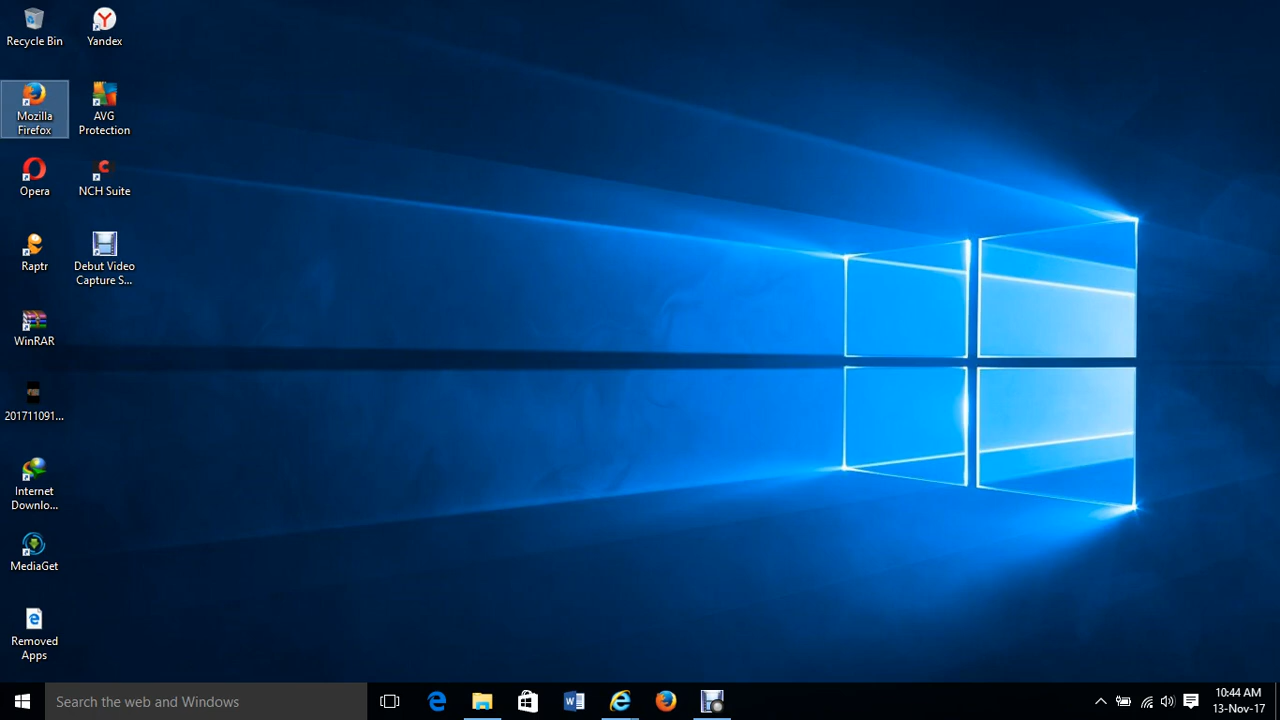 Recycle Bin
Yandex
Mozilla
Firefox
AVG
Protection
Opera
NCH Suite
Raptr
Debut Video
Capture S...
WinRAR
201711091...
Internet
Downlo...
MediaGet
Removed
Apps
Search the web and Windows
10:44 AM
13-Nov-17